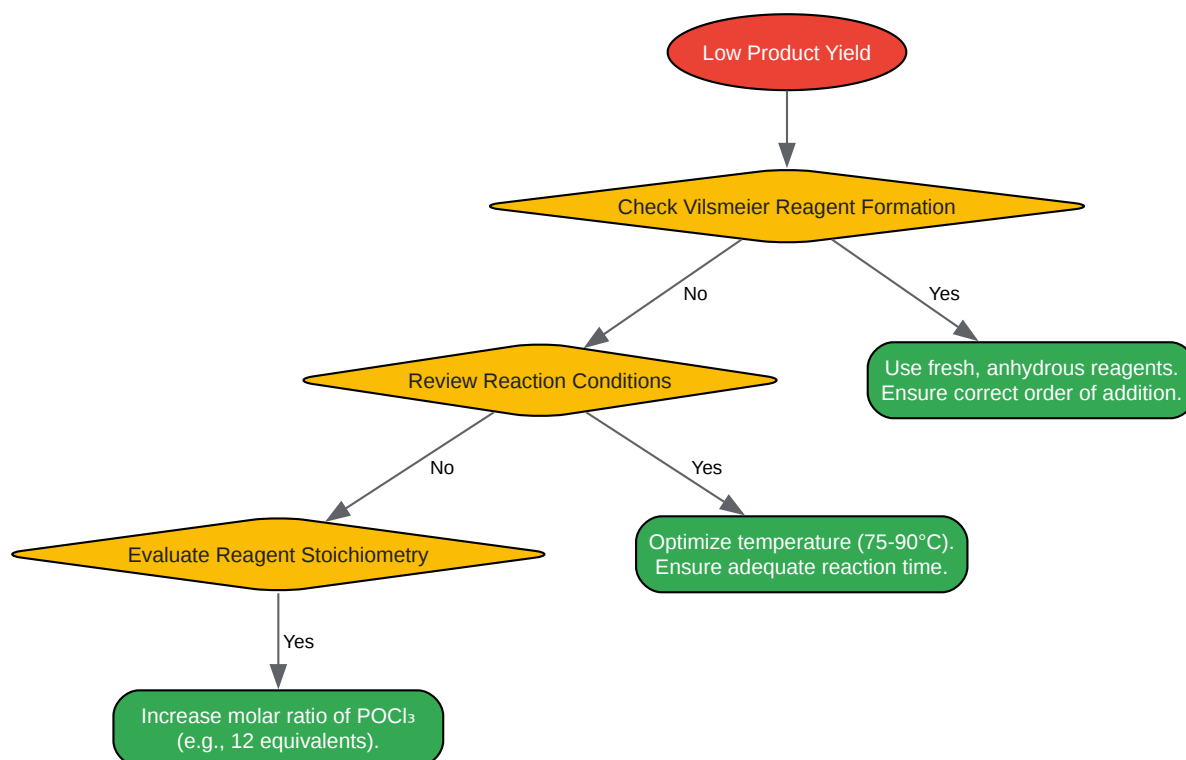 Low Product Yield
Check Vilsmeier Reagent Formation
No
Yes
Use fresh, anhydrous reagents.
Ensure correct order of addition.
Review Reaction Conditions
No
Yes
Optimize temperature (75-90°C).
Ensure adequate reaction time.
Evaluate Reagent Stoichiometry
Yes
Increase molar ratio of POCl₃
(e.g., 12 equivalents).